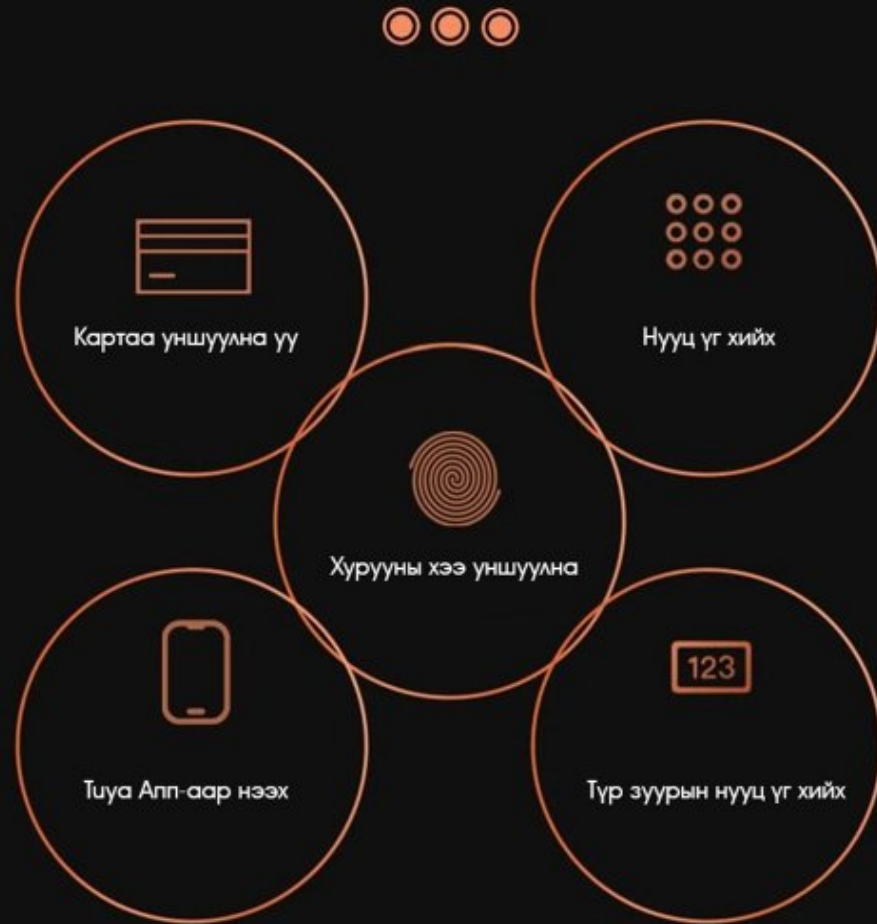 Картаа уншуулна уу
Нууц үг хийх
Хурууны хээ уншуулна
Tuya Апп-аар нээх
123
Түр зуурын нууц үг хийх